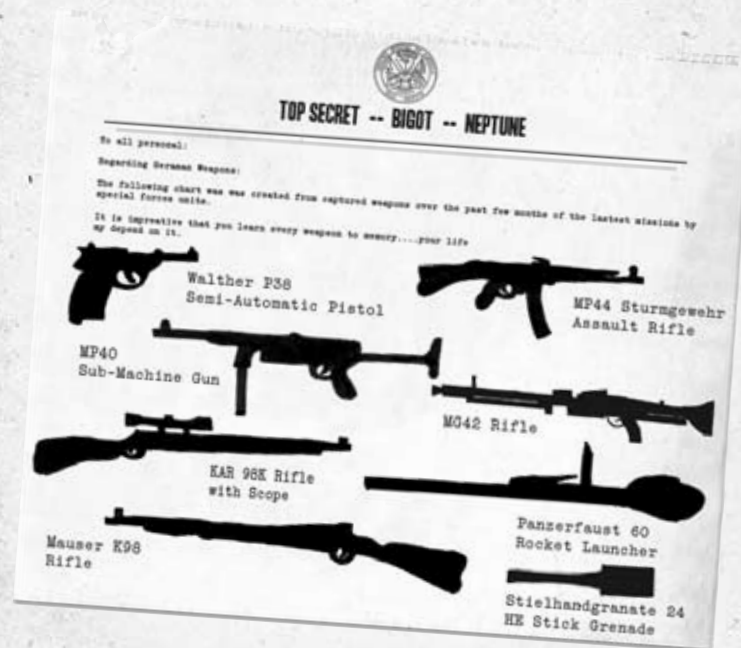 TOP SECRET -- BIGOT -- NEPTUNE
To all personal:
Regarding Geraman Weapons:
The following chart was was created from captured weapons over the past few months of the lastest missions by
special forces units.
It is impreative that you learn every weapon to memory....your life
my depend on it.
Walther P38
Semi-Automatic Pistol
MP44 Sturmgewehr
Assault Rifle
MP40
Sub-Machine Gun
MG42 Rifle
KAR 98K Rifle
with Scope
Panzerfaust 60
Rocket Launcher
Mauser K98
Rifle
Stielhandgranate 24
HE Stick Grenade